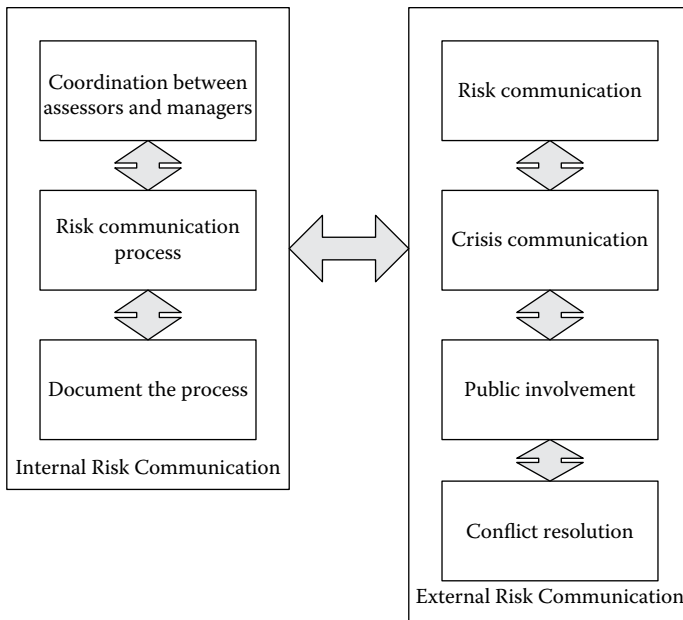 Coordination between
assessors and managers
Risk communication
process
Document the process
Internal Risk Communication
Risk communication
Crisis communication
Public involvement
Conflict resolution
External Risk Communication